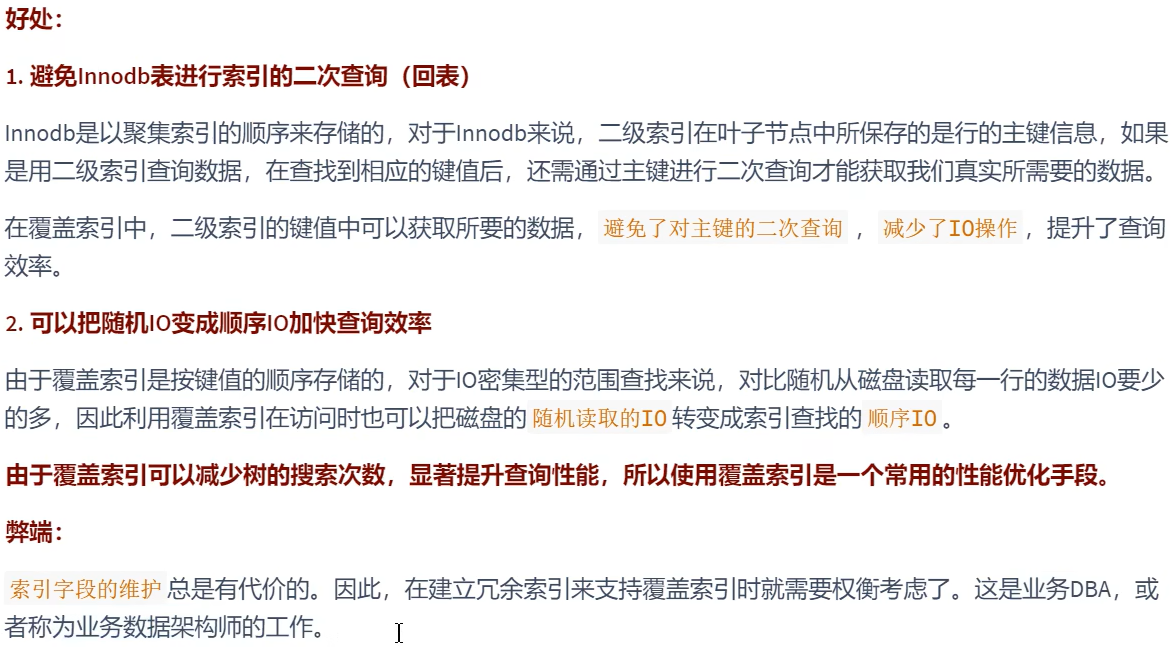 好处：
1. 避免Innodb表进行索引的二次查询（回表）
Innodb是以聚集索引的顺序来存储的，对于Innodb来说，二级索引在叶子节点中所保存的是行的主键信息，如果
是用二级索引查询数据，在查找到相应的键值后，还需通过主键进行二次查询才能获取我们真实所需要的数据。
在覆盖索引中，二级索引的键值中可以获取所要的数据， 避免了对主键的二次查询 ， 减少了IO操作 ，提升了查询
效率。
2. 可以把随机IO变成顺序IO加快查询效率
由于覆盖索引是按键值的顺序存储的，对于IO密集型的范围查找来说，对比随机从磁盘读取每一行的数据IO要少
的多，因此利用覆盖索引在访问时也可以把磁盘的 随机读取的IO 转变成索引查找的 顺序IO 。
由于覆盖索引可以减少树的搜索次数，显著提升查询性能，所以使用覆盖索引是一个常用的性能优化手段。
弊端：
索引字段的维护 总是有代价的。因此，在建立冗余索引来支持覆盖索引时就需要权衡考虑了。这是业务DBA，或
者称为业务数据架构师的工作。